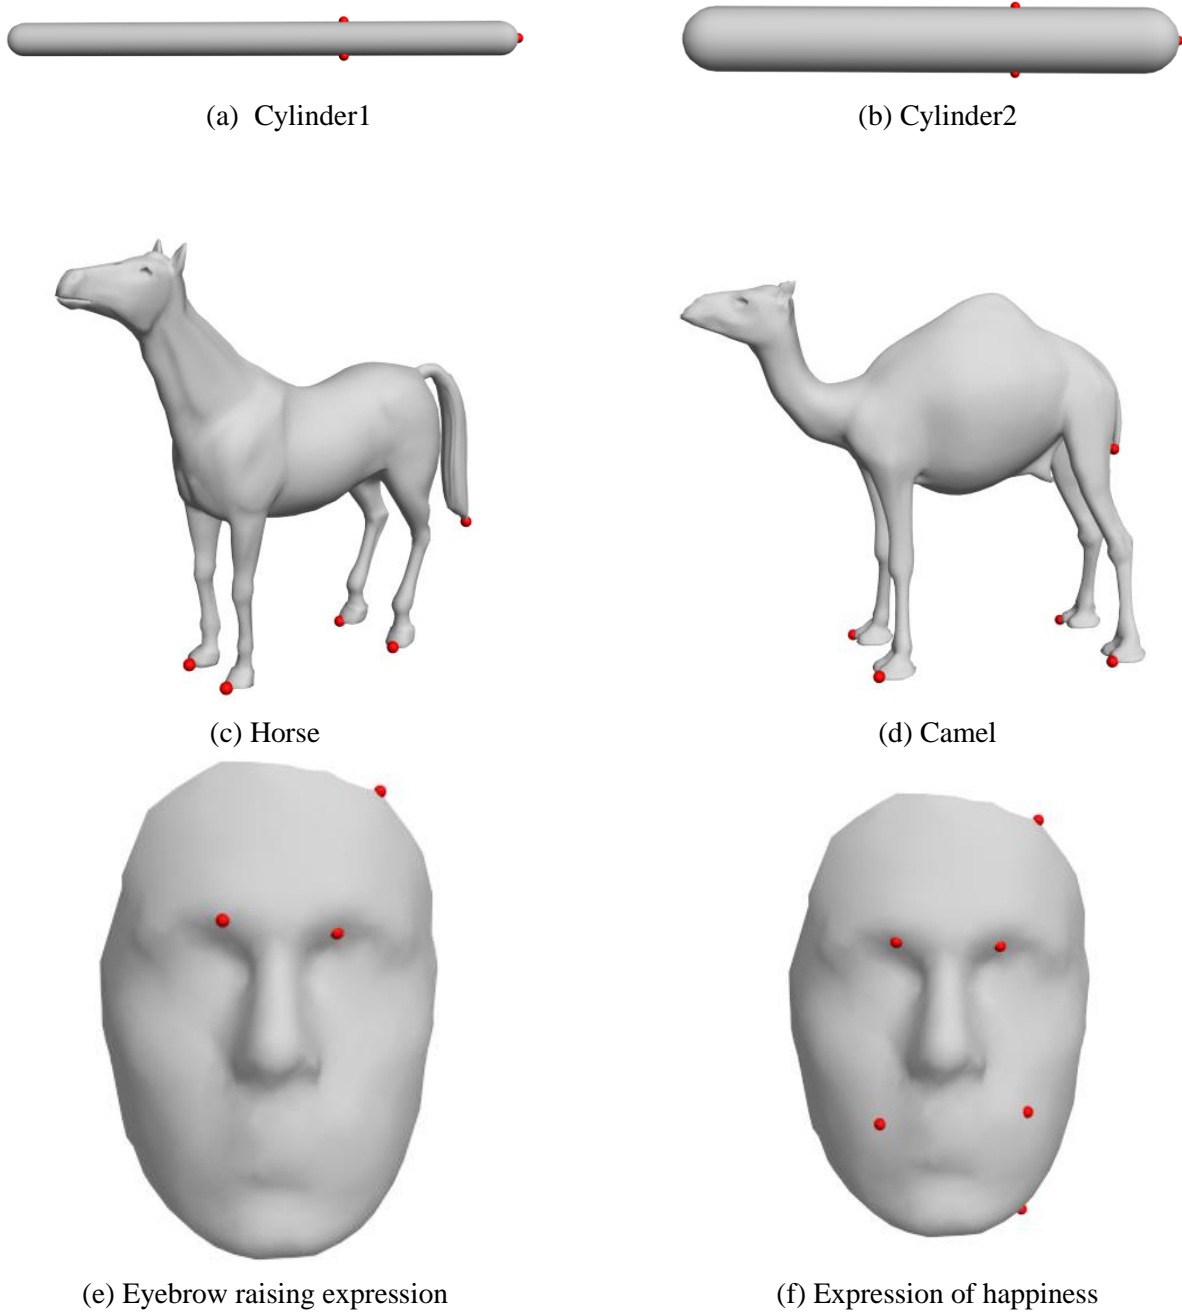 (a) Cylinder1
(b) Cylinder2
(c) Horse
(d) Camel
(e) Eyebrow raising expression
(f) Expression of happiness